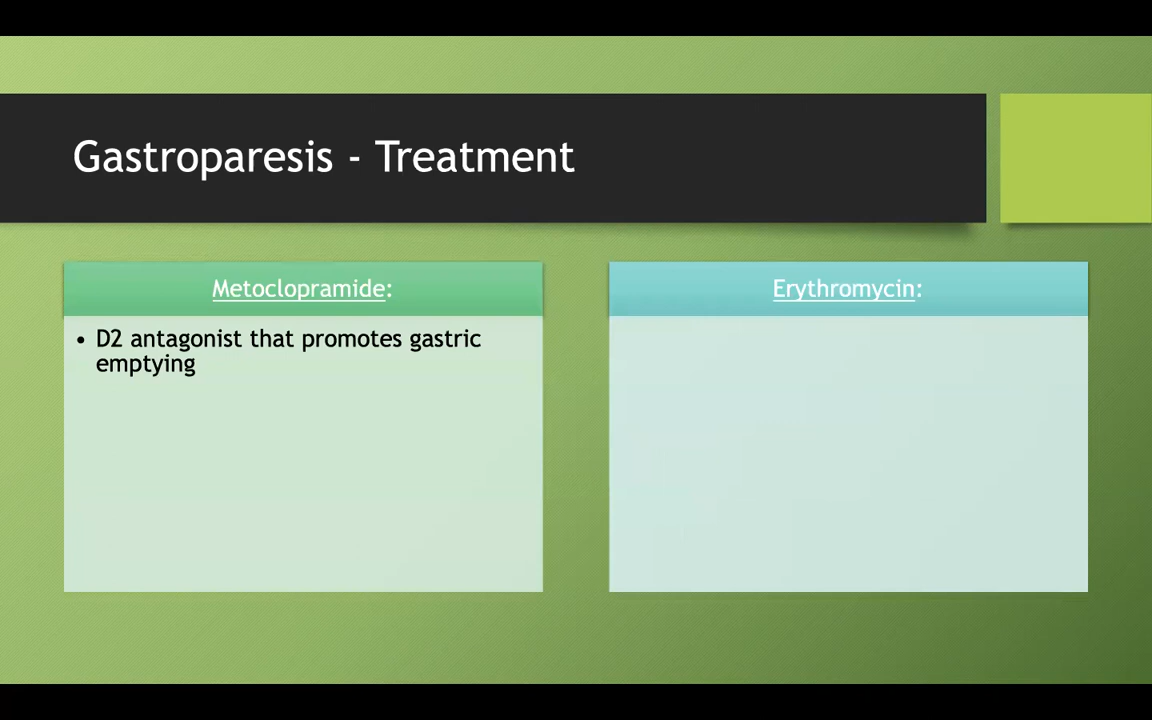 Gastroparesis - Treatment
Metoclopramide:
• D2 antagonist that promotes gastric
emptying
Erythromycin: